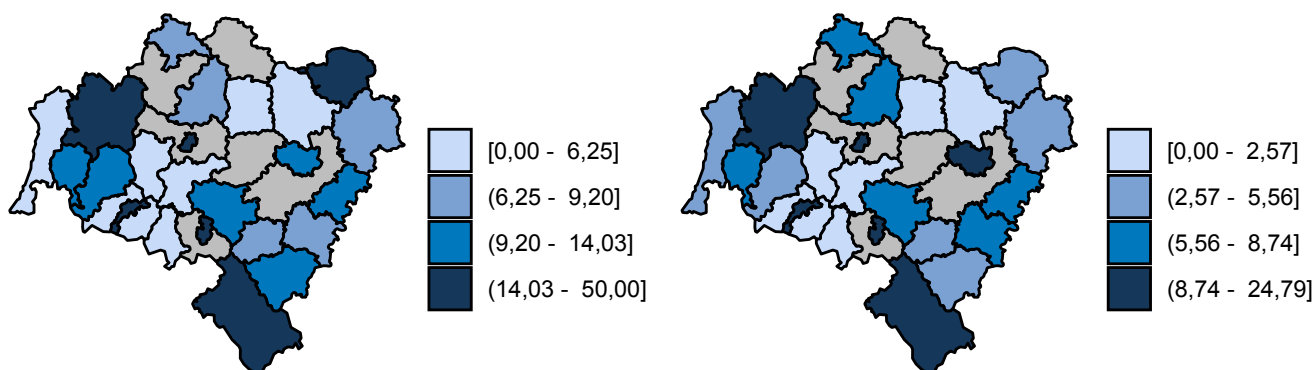 [0,00 - 6,25]
(6,25 - 9,20]
(9,20 - 14,03]
(14,03 - 50,00]
[0,00 - 2,57]
(2,57 - 5,56]
(5,56 - 8,74]
(8,74 - 24,79]